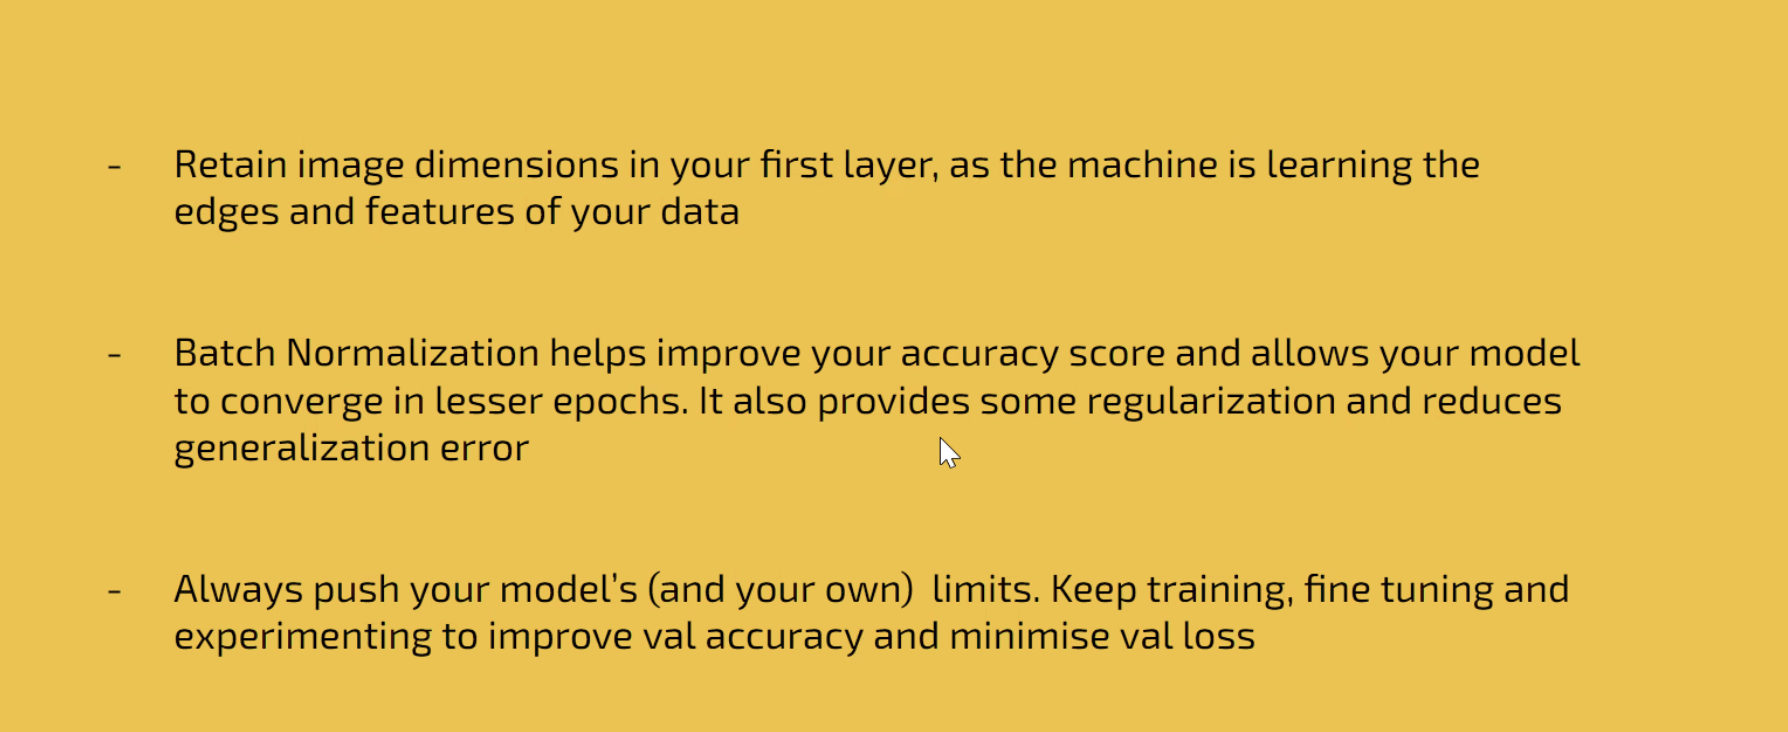 - Retain image dimensions in your first layer, as the machine is learning the
edges and features of your data
- Batch Normalization helps improve your accuracy score and allows your model
to converge in lesser epochs. It also provides some regularization and reduces
generalization error
- Always push your model's (and your own)  limits. Keep training, fine tuning and
experimenting to improve val accuracy and minimise val loss